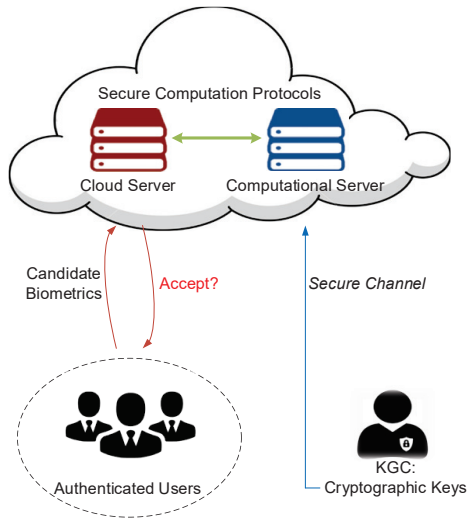 Secure Computation Protocols
Cloud Server
Computational Server
Candidate
Biometrics
Accept?
Secure Channel
Authenticated Users
KGC:
Cryptographic Keys